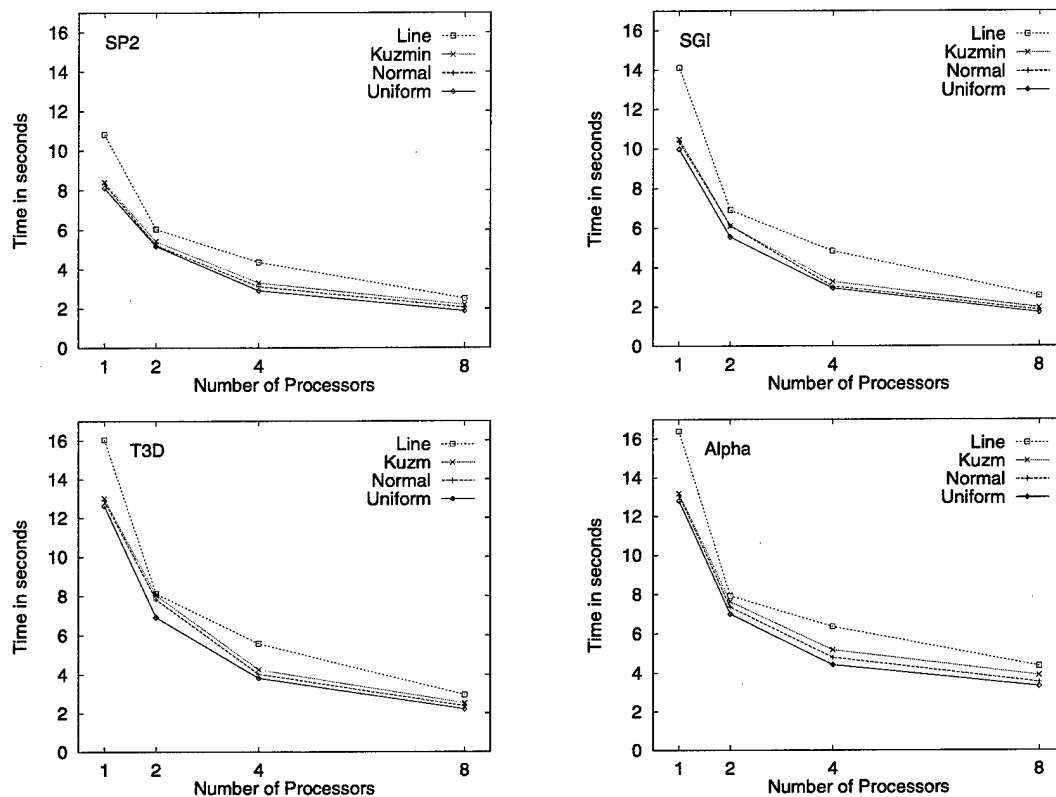 SP2
Line
Kuzmin
Normal
Uniform
Time in seconds
16
14
12
10
8
6
4
2
0
1 2 4 8
Number of Processors
SGI
Line
Kuzmin
Normal
Uniform
Time in seconds
16
14
12
10
8
6
4
2
0
1 2 4 8
Number of Processors
T3D
Line
Kuzm
Normal
Uniform
Time in seconds
16
14
12
10
8
6
4
2
0
1 2 4 8
Number of Processors
Alpha
Line
Kuzm
Normal
Uniform
Time in seconds
16
14
12
10
8
6
4
2
0
1 2 4 8
Number of Processors